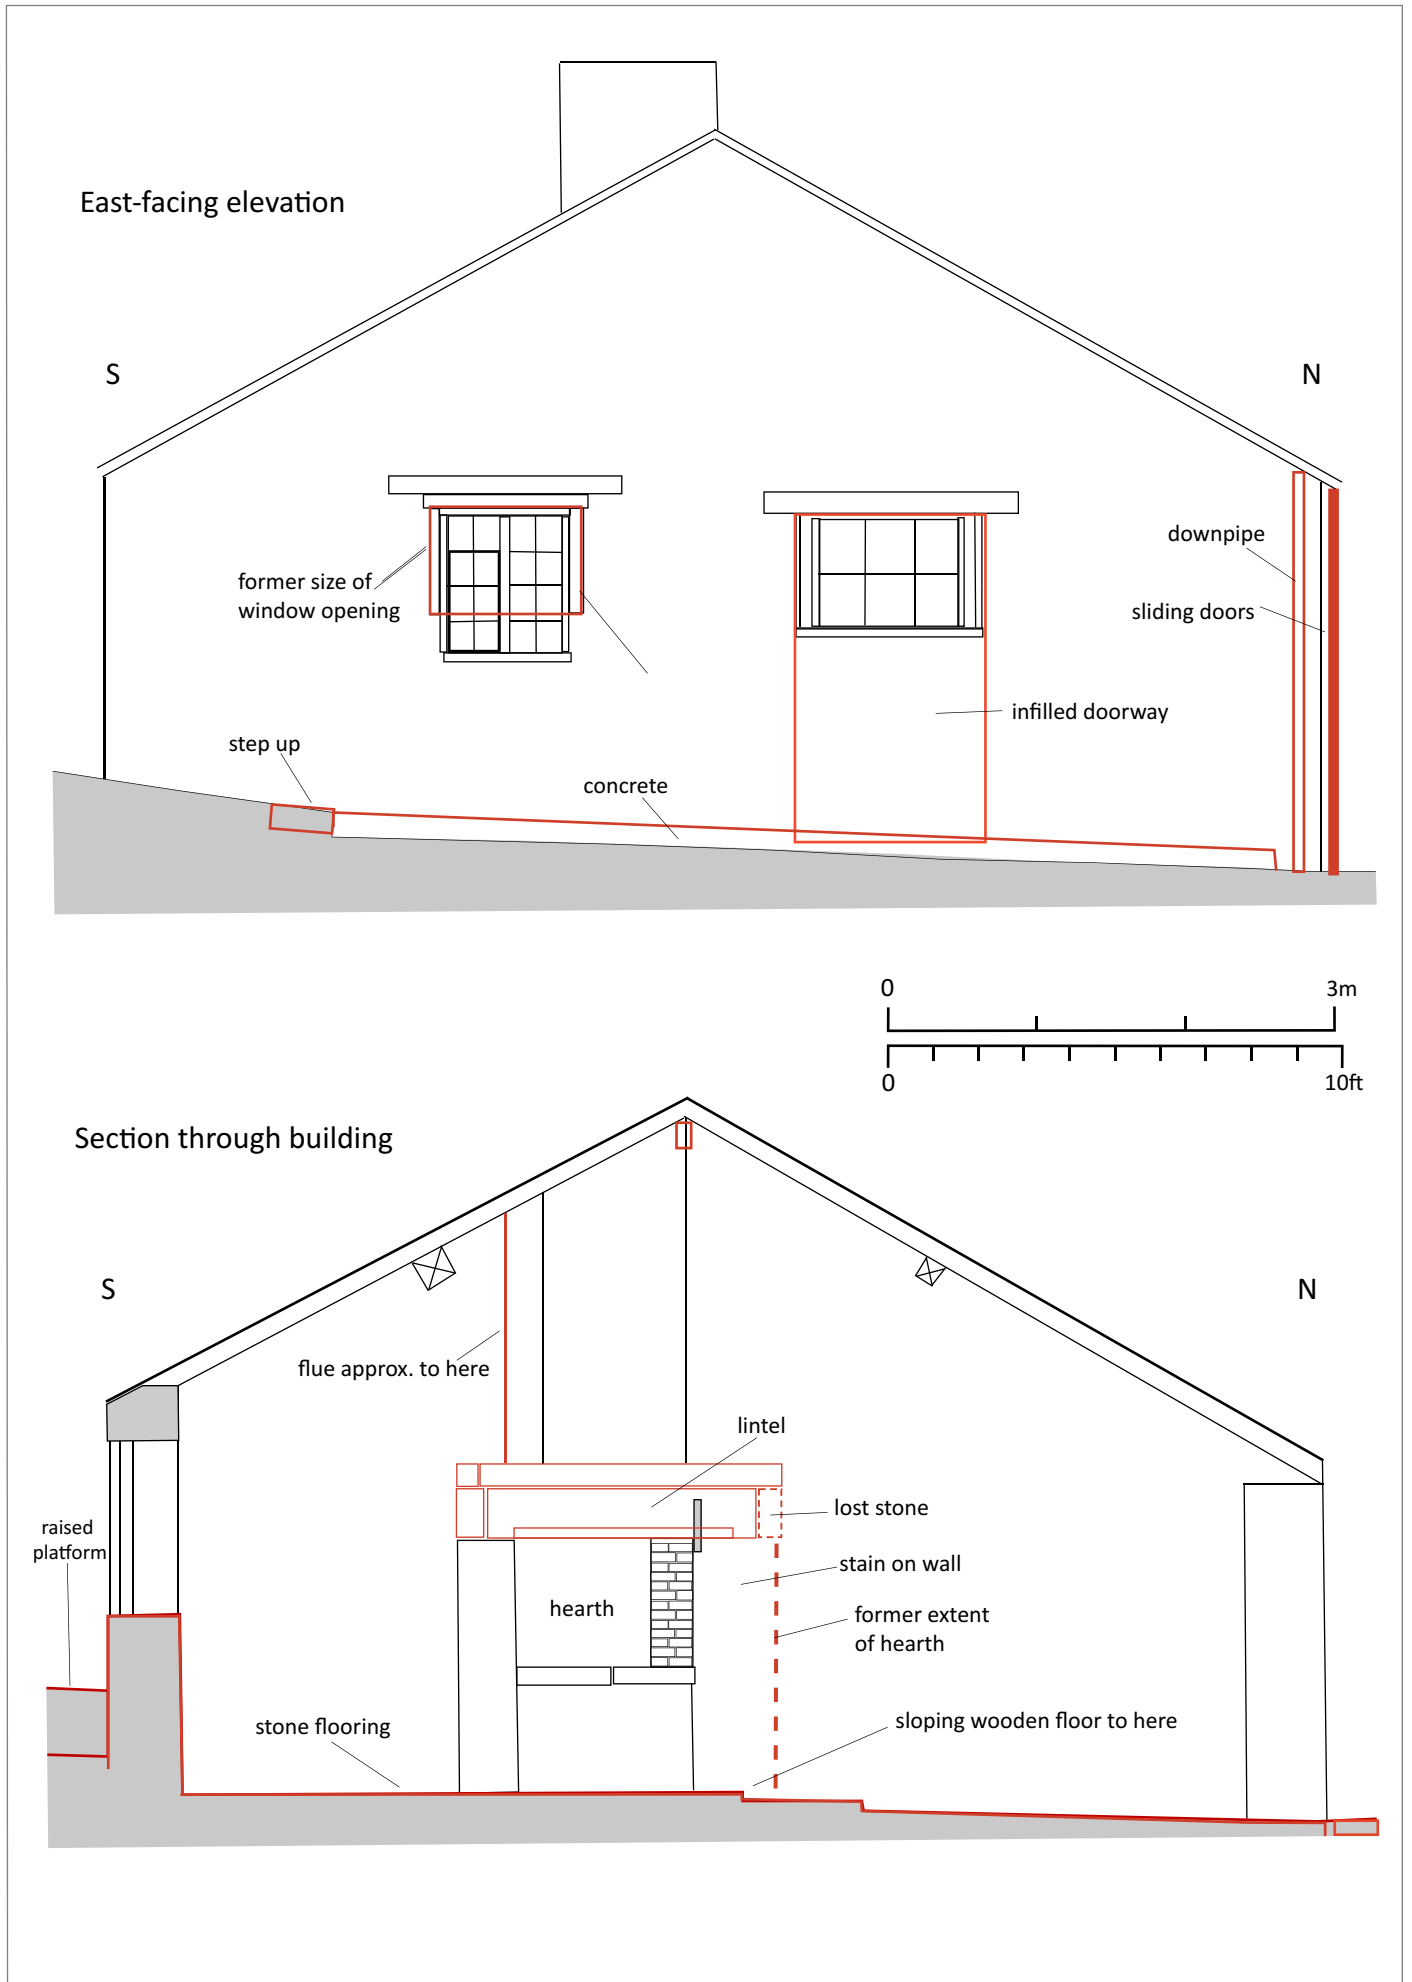 East-facing elevation
S
N
downpipe
former size of
window opening
sliding doors
infilled doorway
step up
concrete
0
3m
0
10ft
Section through building
S
N
flue approx. to here
lintel
lost stone
raised
platform
stain on wall
hearth
former extent
of hearth
stone flooring
sloping wooden floor to here